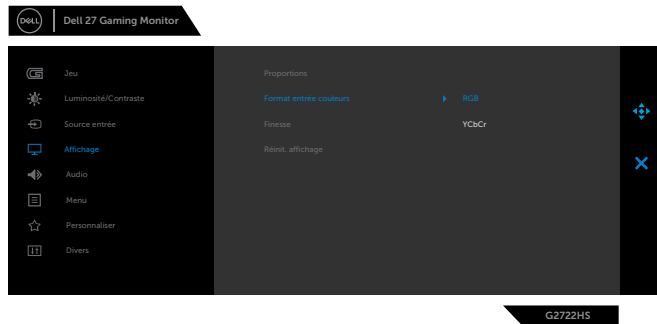 DELL
Dell 27 Gaming Monitor
Jeu
Luminosité/Contraste
Source entrée
Affichage
Audio
Menu
Personnaliser
Divers
Proportions
Format entrée couleurs
RGB
Finesse
YCbCr
Réinit. affichage
G2722HS